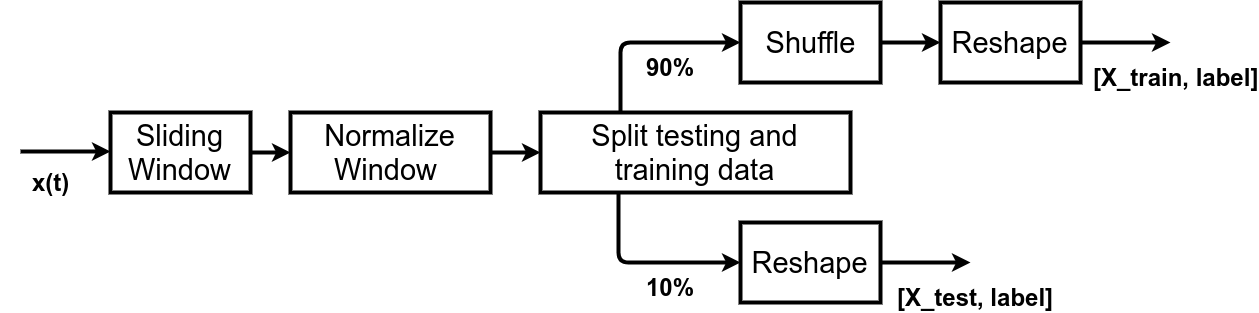 Shuffle
Reshape
90%
[X_train, label]
Sliding
Window
Normalize
Window
Split testing and
training data
x(t)
Reshape
10%
[X_test, label]